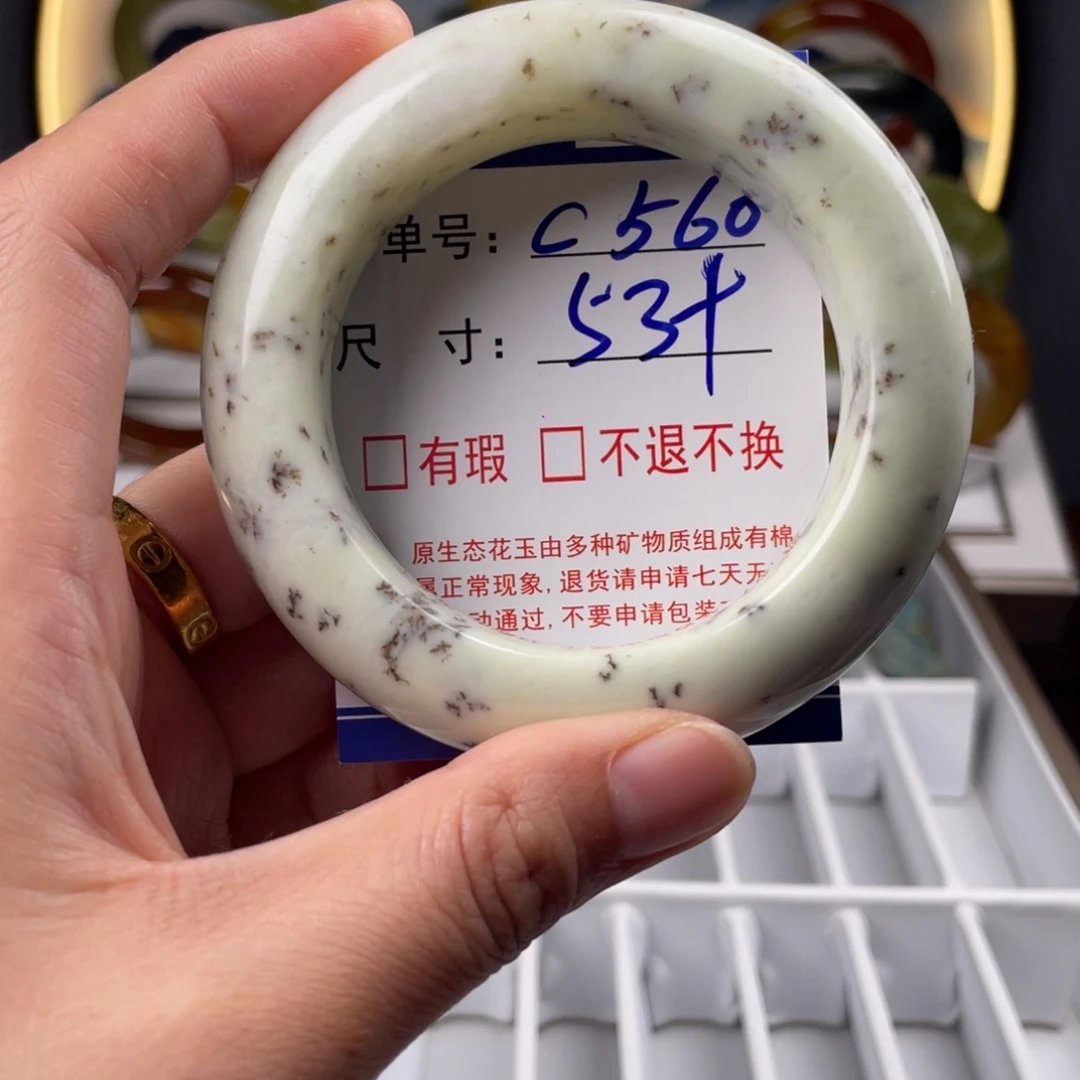 单号: C560
尺 寸: 53+
□有瑕 □不退不换
原生态花玉由多种矿物质组成有棉
属正常现象,退货请申请七天无
动通过,不要申请包装